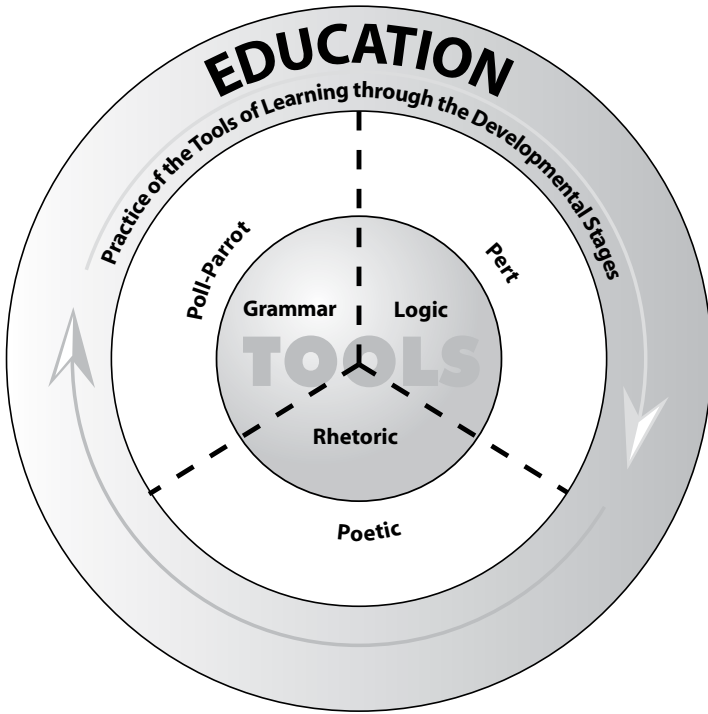 EDUCATION
Practice of the Tools of Learning through the Developmental Stages
Poll-Parrot
Pert
Grammar
Logic
TOOLS
Rhetoric
Poetic